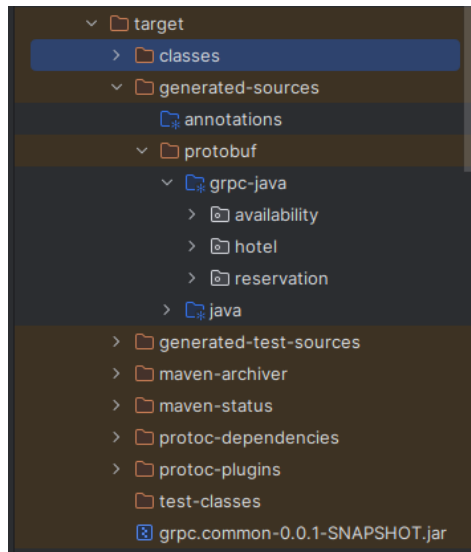 target
classes
generated-sources
annotations
protobuf
grpc-java
availability
hotel
reservation
java
generated-test-sources
maven-archiver
maven-status
protoc-dependencies
protoc-plugins
test-classes
grpc.common-0.0.1-SNAPSHOT.jar